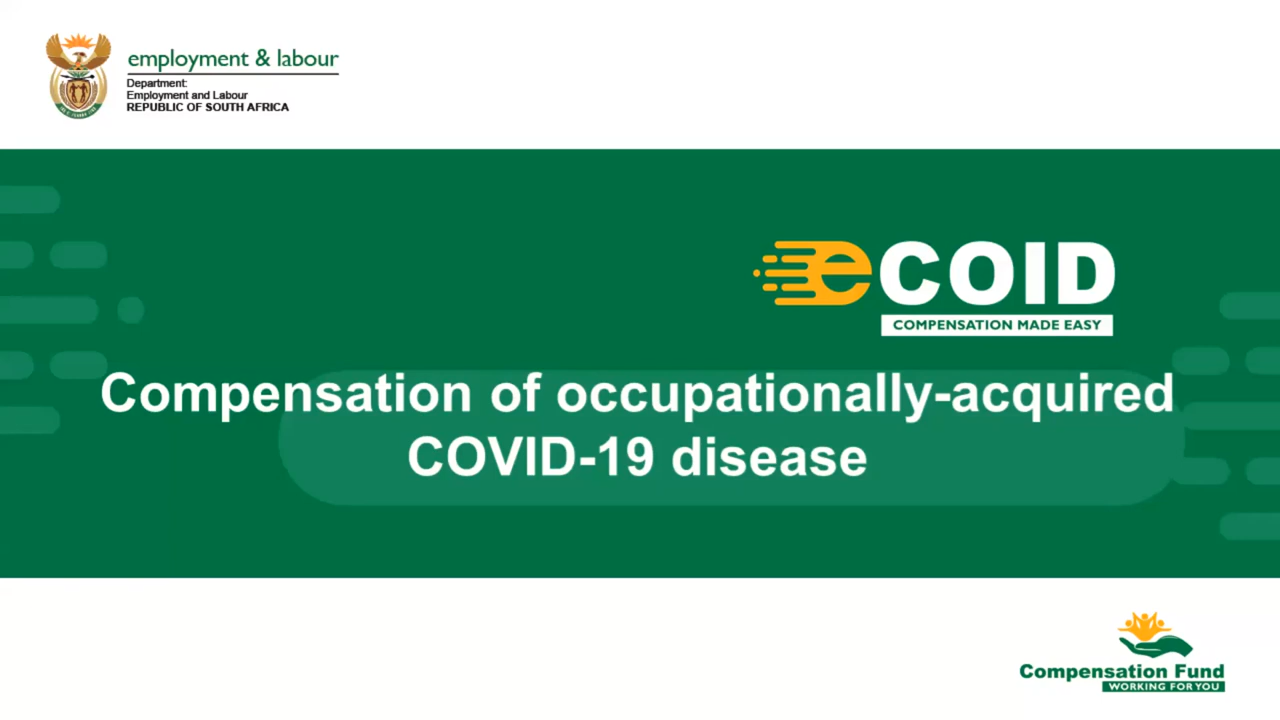 employment & labour
Department:
Employment and Labour
REPUBLIC OF SOUTH AFRICA
eCOID
COMPENSATION MADE EASY
Compensation of occupationally-acquired
COVID-19 disease
Compensation Fund
WORKING FOR YOU